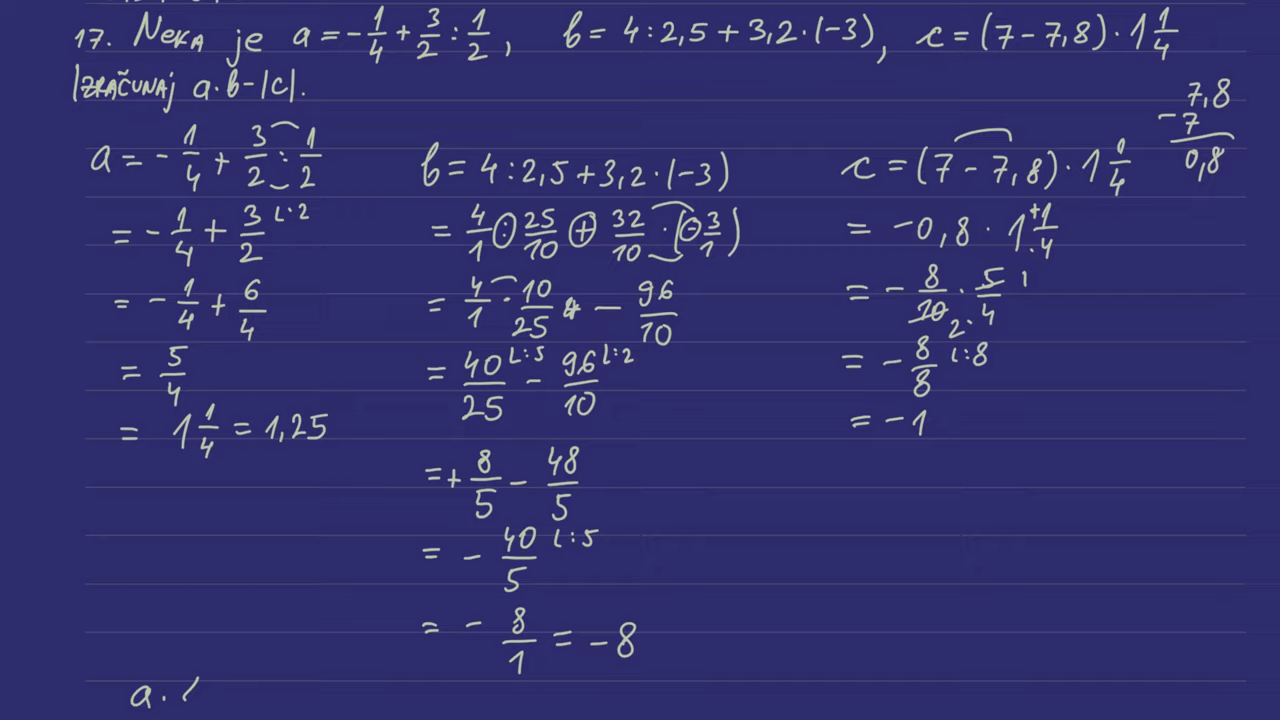 17. Neka je a = -1/4 + 3/2 : 1/2, b = 4 : 2,5 + 3,2 · (-3), c = (7 - 7,8) · 1 1/4
Izračunaj a · b - |c|.
a = -1/4 + 3/2 : 1/2
= -1/4 + 3/2 |·2
= -1/4 + 6/4
= 5/4
= 1 1/4 = 1,25
b = 4 : 2,5 + 3,2 · (-3)
= 4/1 : 25/10 + 32/10 · (-3/1)
= 4/1 · 10/25 - 96/10
= 40/25 |:5 - 96/10 |:2
= + 8/5 - 48/5
= - 40/5 |:5
= - 8/1 = -8
c = (7 - 7,8) · 1 1/4
= -0,8 · 1 +1/·4
= - 8/10 · 5/4 1
2·
= - 8/8 |:8
= -1
7,8
- 7
0,8
a ·